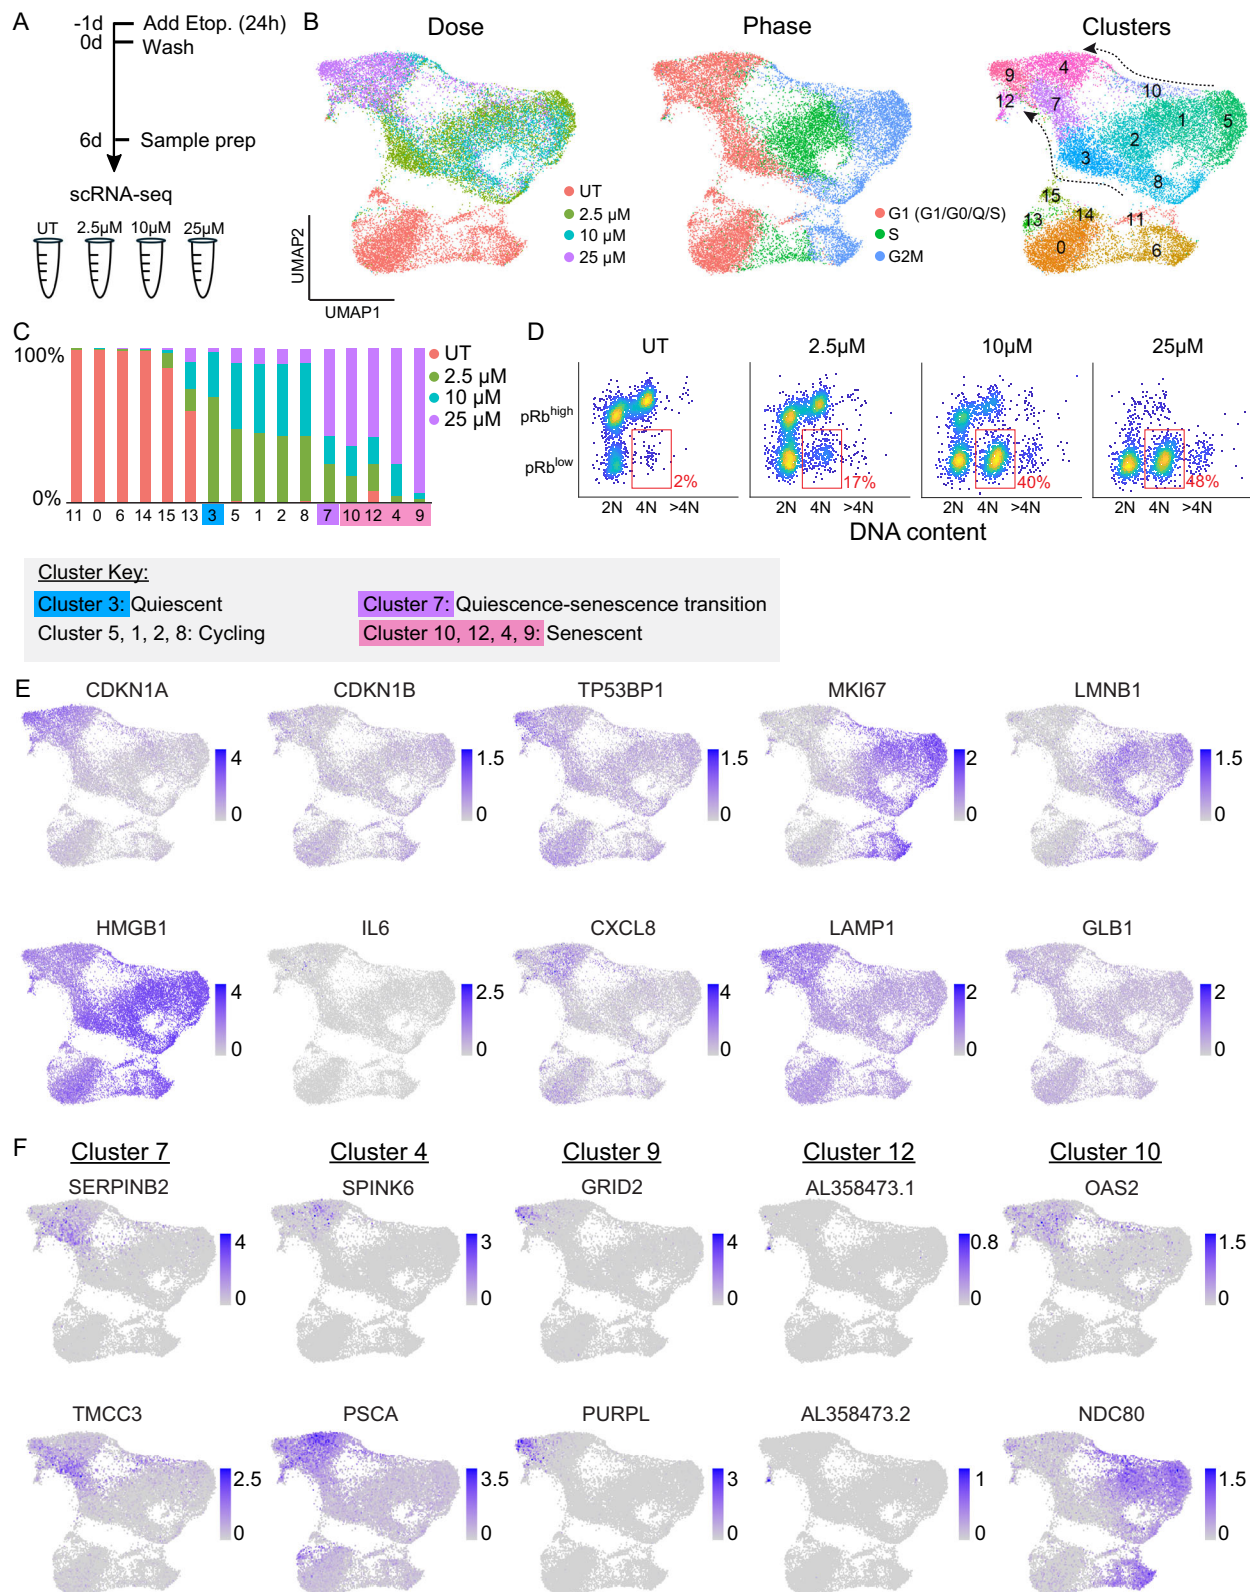 A
-1d
Add Etop. (24h)
0d
Wash
6d
Sample prep
scRNA-seq
UT
2.5µM
10µM
25µM
B
Dose
Phase
Clusters
UT
2.5 µM
10 µM
25 µM
UMAP2
UMAP1
G1 (G1/G0/Q/S)
S
G2M
9
4
12
7
10
1
5
2
3
8
15
13
14
11
0
6
C
100%
0%
UT
2.5 µM
10 µM
25 µM
11 0 6 14 15 13 3 5 1 2 8 7 10 12 4 9
D
UT
2.5µM
10µM
25µM
pRbhigh
pRblow
2%
17%
40%
48%
2N 4N >4N
2N 4N >4N
2N 4N >4N
2N 4N >4N
DNA content
Cluster Key:
Cluster 3: Quiescent
Cluster 7: Quiescence-senescence transition
Cluster 5, 1, 2, 8: Cycling
Cluster 10, 12, 4, 9: Senescent
E
CDKN1A
CDKN1B
TP53BP1
MKI67
LMNB1
4
0
1.5
0
1.5
0
2
0
1.5
0
HMGB1
IL6
CXCL8
LAMP1
GLB1
4
0
2.5
0
4
0
2
0
2
0
F
Cluster 7
Cluster 4
Cluster 9
Cluster 12
Cluster 10
SERPINB2
SPINK6
GRID2
AL358473.1
OAS2
4
0
3
0
4
0
0.8
0
1.5
0
TMCC3
PSCA
PURPL
AL358473.2
NDC80
2.5
0
3.5
0
3
0
1
0
1.5
0